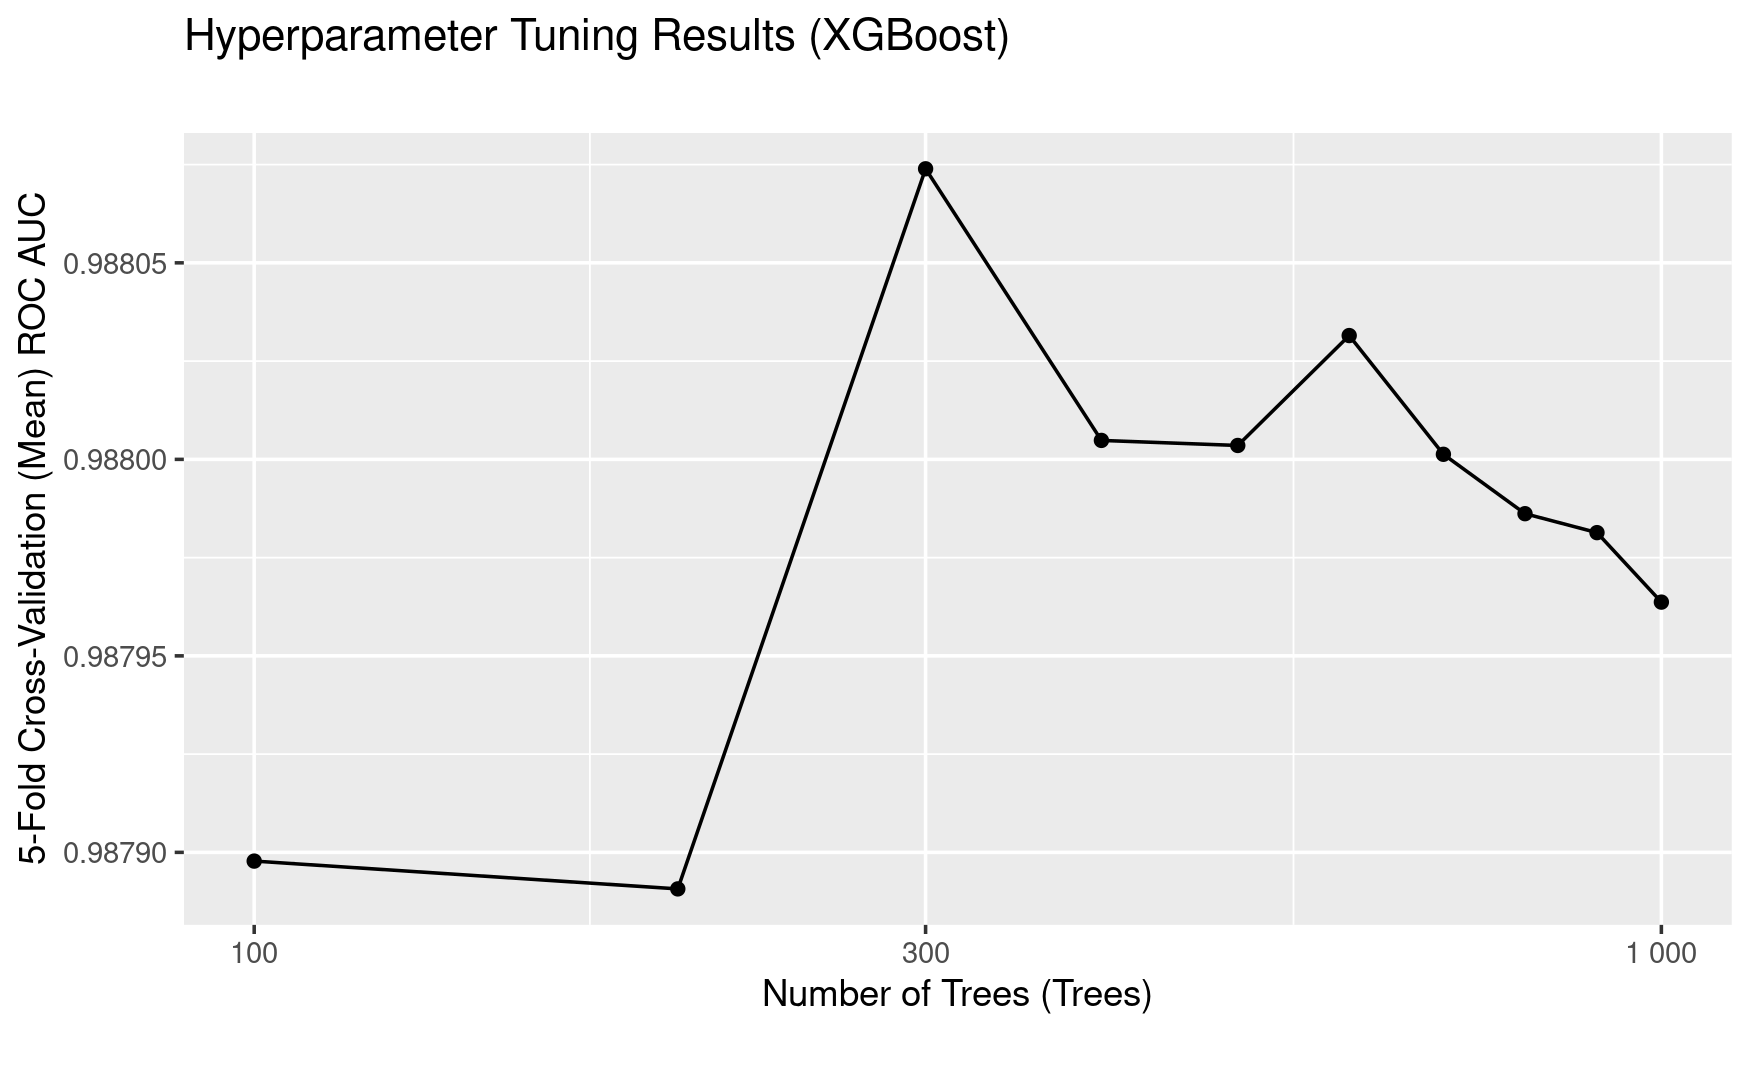 Hyperparameter Tuning Results (XGBoost)
5-Fold Cross-Validation (Mean) ROC AUC
0.98805
0.98800
0.98795
0.98790
100
300
1 000
Number of Trees (Trees)